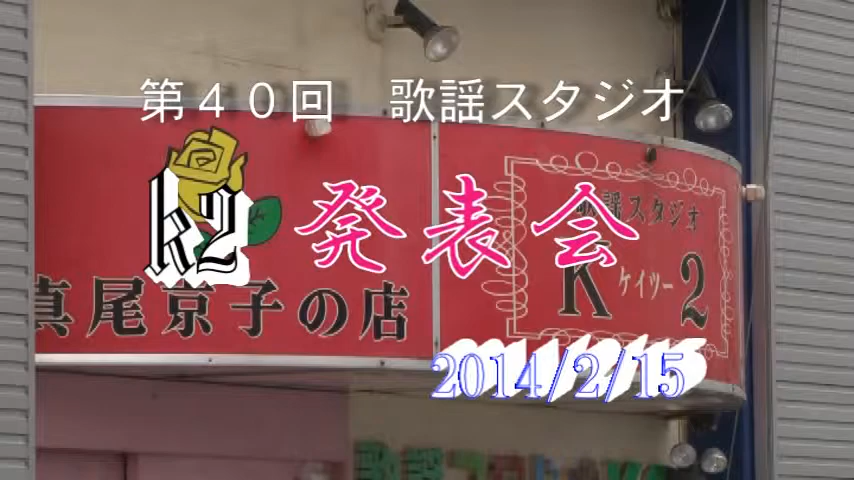 第４０回　歌謡スタジオ
k2 発表会
歌謡スタジオ
K ケイツー 2
真尾京子の店
2014/2/15